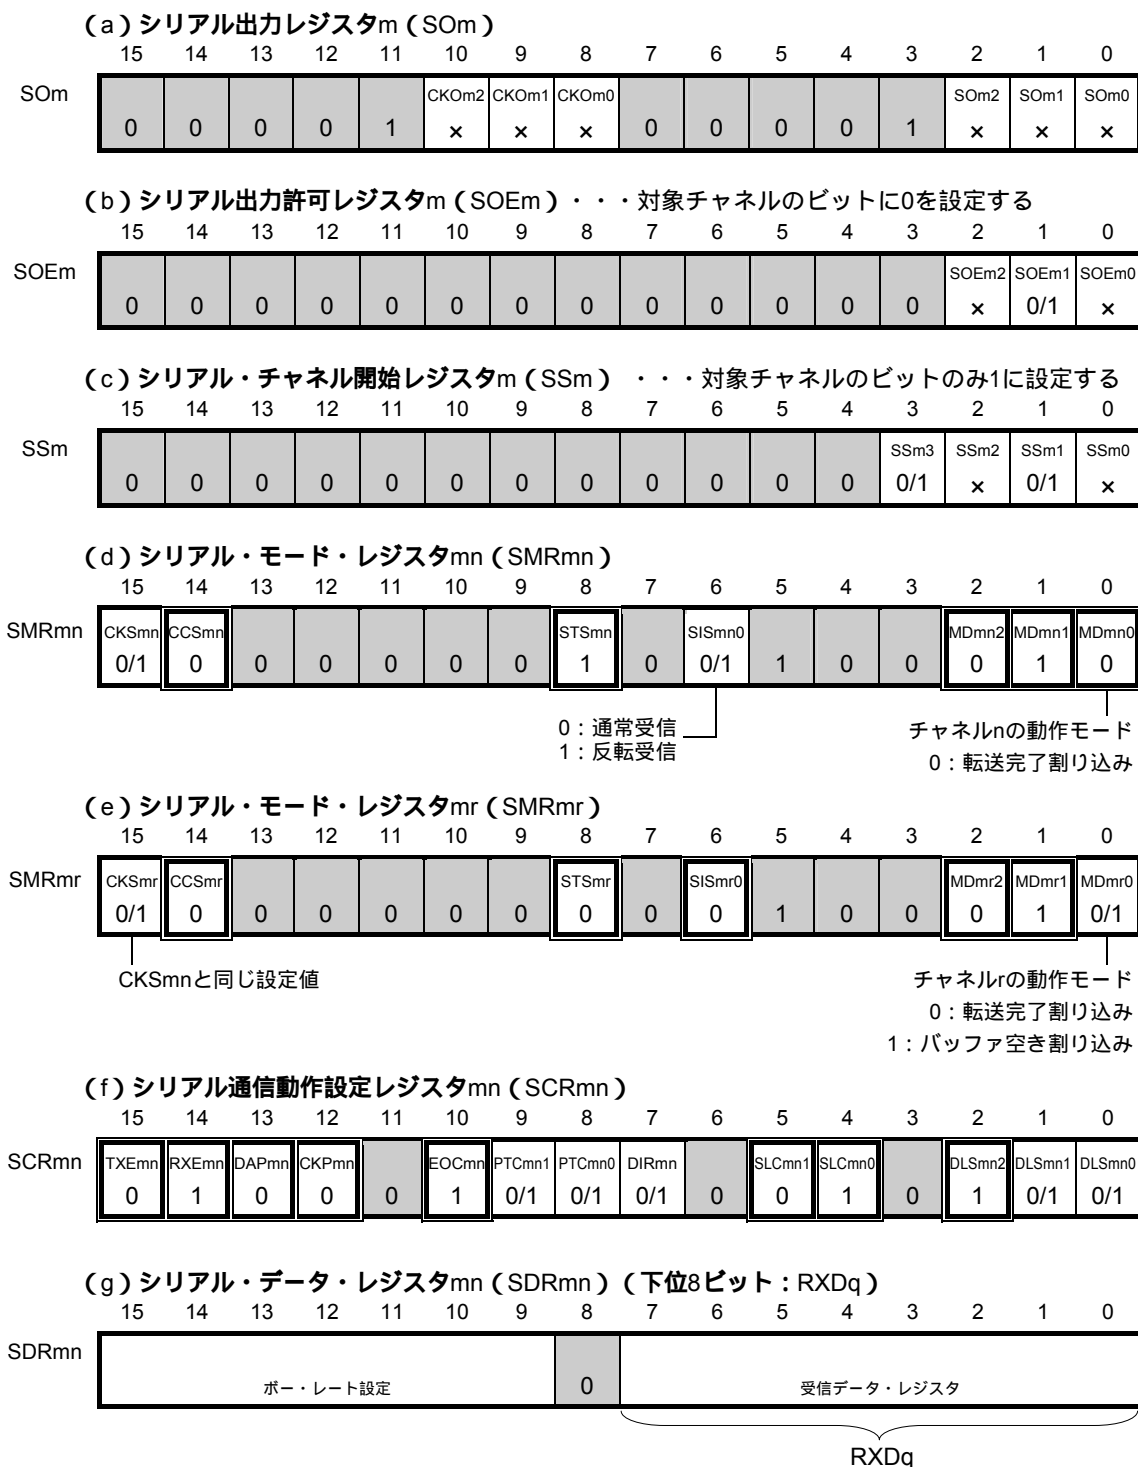 (a)シリアル出力レジスタm(SOm)
15 14 13 12 11 10 9 8 7 6 5 4 3 2 1 0
CKOm2 CKOm1 CKOm0 SOm2 SOm1 SOm0
SOm 0 0 0 0 1 × × × 0 0 0 0 1 × × ×
(b)シリアル出力許可レジスタm(SOEm)・・・対象チャネルのビットに0を設定する
15 14 13 12 11 10 9 8 7 6 5 4 3 2 1 0
SOEm2 SOEm1 SOEm0
SOEm 0 0 0 0 0 0 0 0 0 0 0 0 0 × 0/1 ×
(c)シリアル・チャネル開始レジスタm(SSm) ・・・対象チャネルのビットのみ1に設定する
15 14 13 12 11 10 9 8 7 6 5 4 3 2 1 0
SSm3 SSm2 SSm1 SSm0
SSm 0 0 0 0 0 0 0 0 0 0 0 0 0/1 × 0/1 ×
(d)シリアル・モード・レジスタmn(SMRmn)
15 14 13 12 11 10 9 8 7 6 5 4 3 2 1 0
CKSmn CCSmn STSmn SISmn0 MDmn2 MDmn1 MDmn0
SMRmn 0/1 0 0 0 0 0 0 1 0 0/1 1 0 0 0 1 0
0:通常受信
1:反転受信
チャネルnの動作モード
0:転送完了割り込み
(e)シリアル・モード・レジスタmr(SMRmr)
15 14 13 12 11 10 9 8 7 6 5 4 3 2 1 0
CKSmr CCSmr STSmr SISmr0 MDmr2 MDmr1 MDmr0
SMRmr 0/1 0 0 0 0 0 0 0 0 0 1 0 0 0 1 0/1
CKSmnと同じ設定値
チャネルrの動作モード
0:転送完了割り込み
1:バッファ空き割り込み
(f)シリアル通信動作設定レジスタmn(SCRmn)
15 14 13 12 11 10 9 8 7 6 5 4 3 2 1 0
TXEmn RXEmn DAPmn CKPmn EOCmn PTCmn1 PTCmn0 DIRmn SLCmn1 SLCmn0 DLSmn2 DLSmn1 DLSmn0
SCRmn 0 1 0 0 0 1 0/1 0/1 0/1 0 0 1 0 1 0/1 0/1
(g)シリアル・データ・レジスタmn(SDRmn)(下位8ビット:RXDq)
15 14 13 12 11 10 9 8 7 6 5 4 3 2 1 0
SDRmn ボー・レート設定 0 受信データ・レジスタ
RXDq